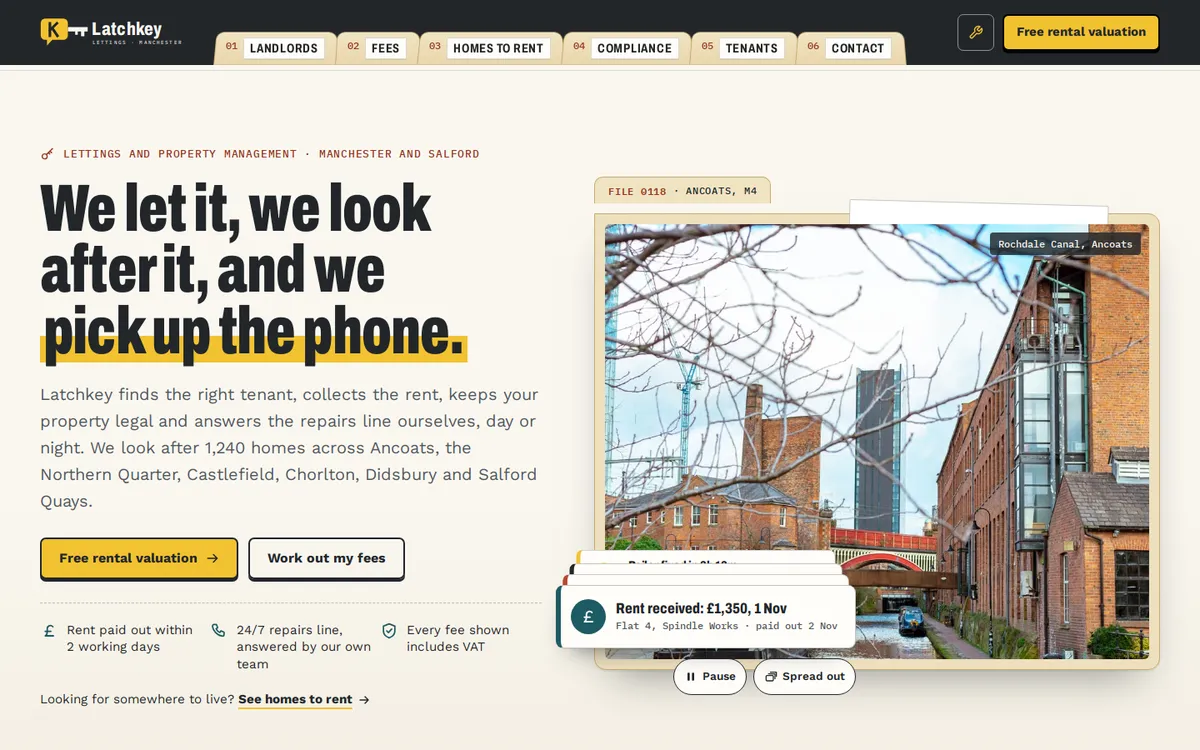 K Latchkey
LETTINGS · MANCHESTER
01 LANDLORDS
02 FEES
03 HOMES TO RENT
04 COMPLIANCE
05 TENANTS
06 CONTACT
Free rental valuation
LETTINGS AND PROPERTY MANAGEMENT · MANCHESTER AND SALFORD
We let it, we look
after it, and we
pick up the phone.
Latchkey finds the right tenant, collects the rent, keeps your
property legal and answers the repairs line ourselves, day or
night. We look after 1,240 homes across Ancoats, the
Northern Quarter, Castlefield, Chorlton, Didsbury and Salford
Quays.
Free rental valuation →
Work out my fees
£ Rent paid out within
2 working days
24/7 repairs line,
answered by our own
team
Every fee shown
includes VAT
Looking for somewhere to live? See homes to rent →
FILE 0118 · ANCOATS, M4
Rochdale Canal, Ancoats
£
Rent received: £1,350, 1 Nov
Flat 4, Spindle Works · paid out 2 Nov
Pause
Spread out